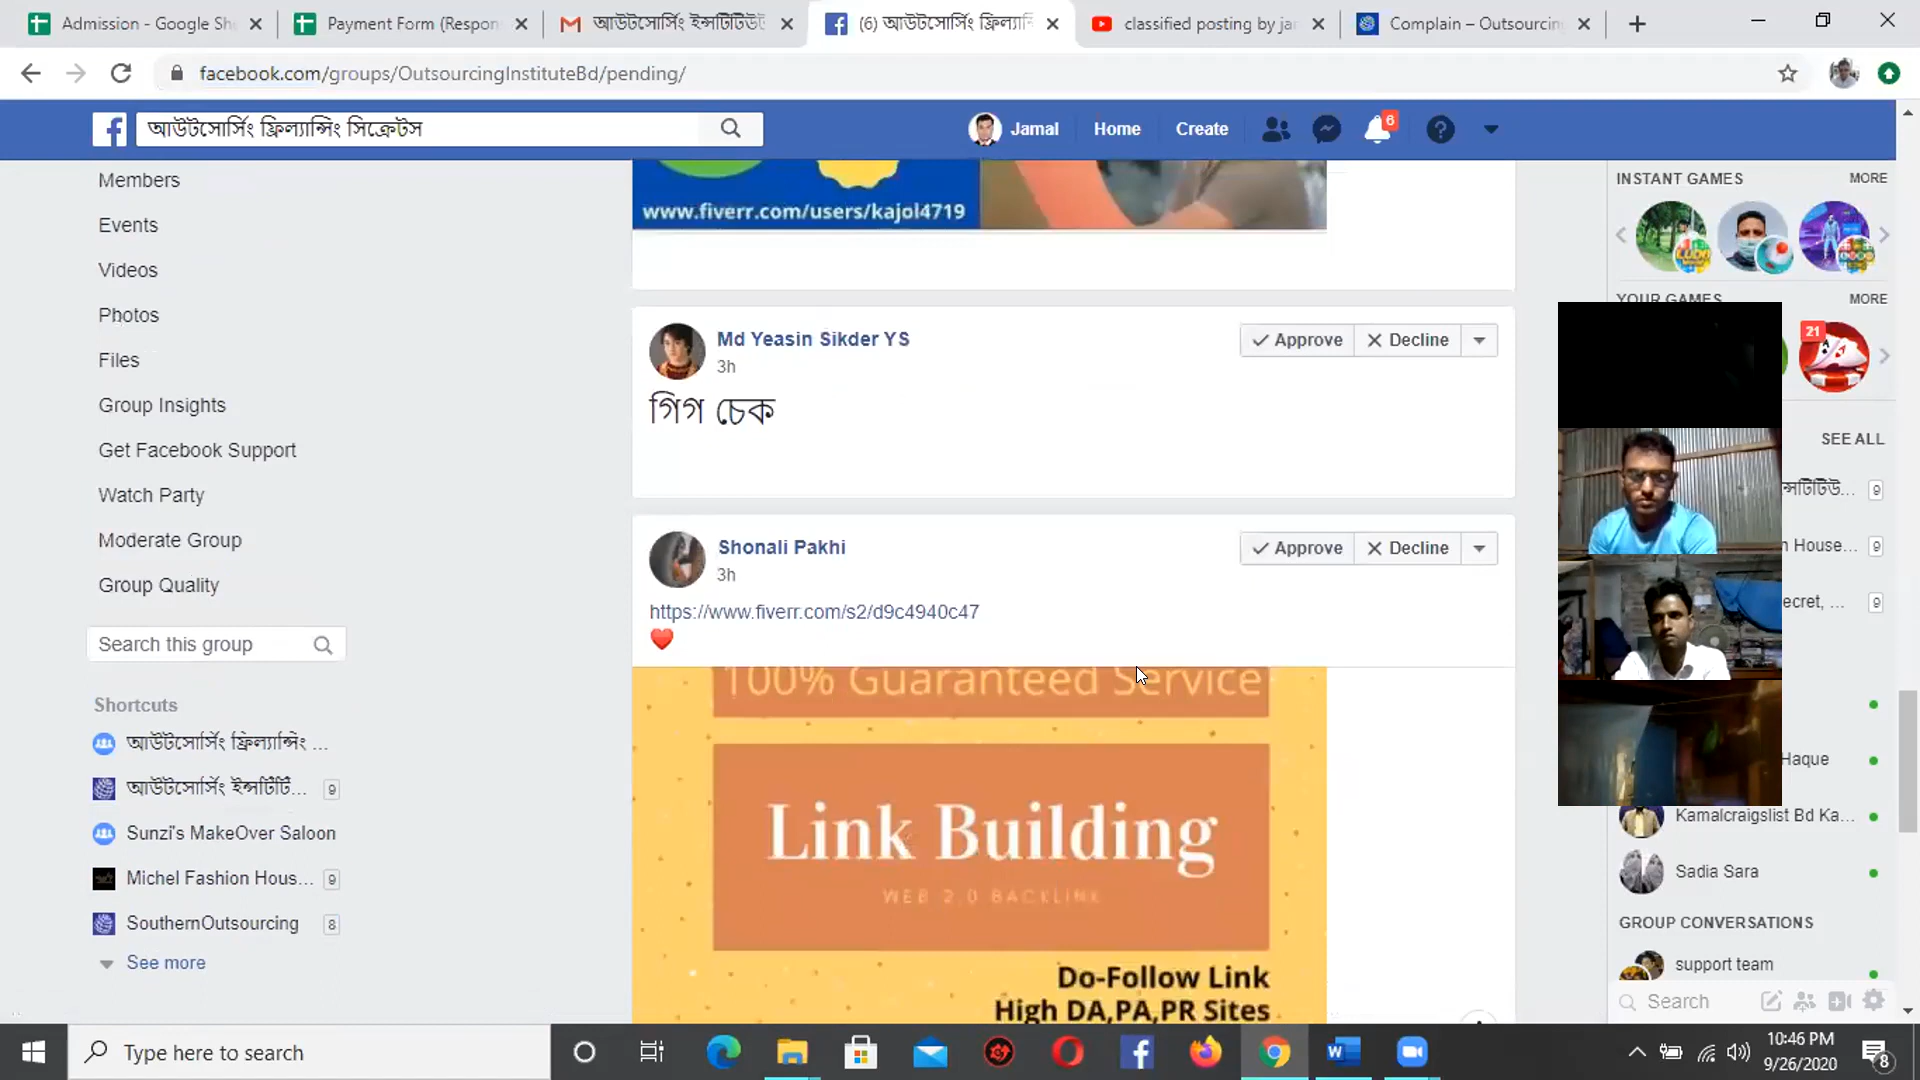 Admission - Google Sh
Payment Form (Respon
আউটসোর্সিং ইন্সটিটিউট
(6) আউটসোর্সিং ফ্রিল্যান্সি
classified posting by ja
Complain – Outsourcing
facebook.com/groups/OutsourcingInstituteBd/pending/
আউটসোর্সিং ফ্রিল্যান্সিং সিক্রেটস
Jamal
Home
Create
6
Members
Events
Videos
Photos
Files
Group Insights
Get Facebook Support
Watch Party
Moderate Group
Group Quality
Search this group
Shortcuts
আউটসোর্সিং ফ্রিল্যান্সিং ...
আউটসোর্সিং ইন্সটিটি... 9
Sunzi's MakeOver Saloon
Michel Fashion Hous... 9
SouthernOutsourcing 8
See more
www.fiverr.com/users/kajol4719
Md Yeasin Sikder YS
3h
Approve
Decline
গিগ চেক
Shonali Pakhi
3h
Approve
Decline
https://www.fiverr.com/s2/d9c4940c47
100% Guaranteed Service
Link Building
WEB 2.0 BACKLINK
Do-Follow Link
High DA,PA,PR Sites
INSTANT GAMES
MORE
YOUR GAMES
MORE
21
SEE ALL
ন্সটিটিউ... 9
n House... 9
ecret, ... 9
Haque
Kamalcraigslist Bd Ka...
Sadia Sara
GROUP CONVERSATIONS
support team
Search
Type here to search
10:46 PM
9/26/2020
8